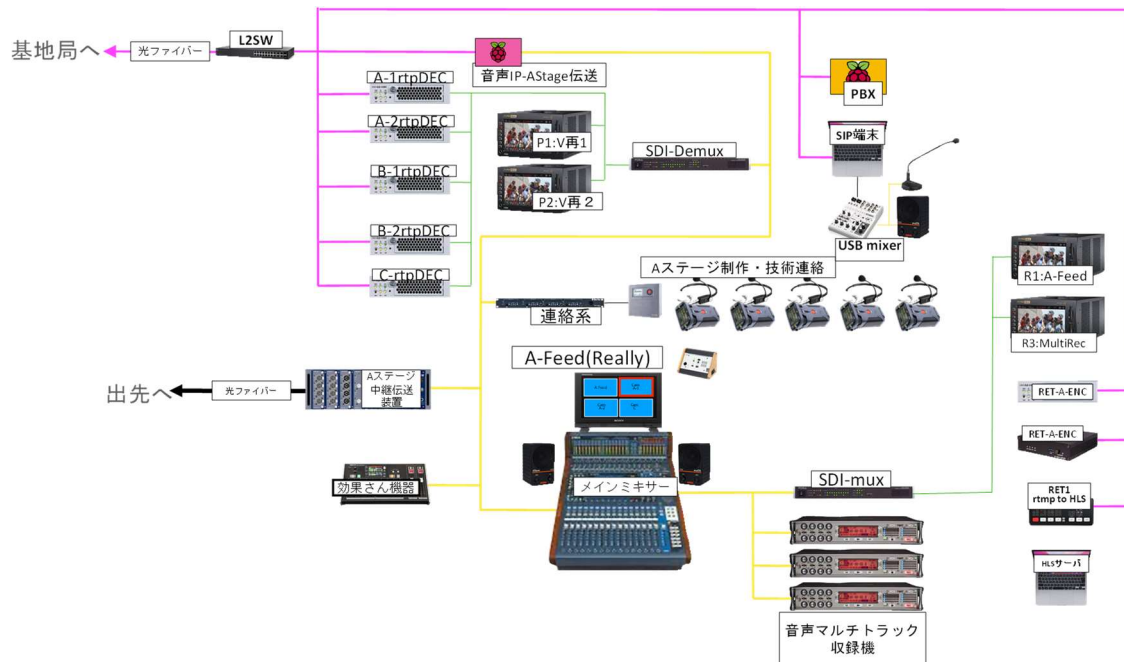 基地局へ
光ファイバー
L2SW
音声IP-AStage伝送
A-1rtpDEC
A-2rtpDEC
B-1rtpDEC
B-2rtpDEC
C-rtpDEC
P1:V再1
P2:V再２
SDI-Demux
PBX
SIP端末
USB mixer
Aステージ制作・技術連絡
連絡系
R1:A-Feed
R3:MultiRec
A-Feed(Really)
出先へ
光ファイバー
Aステージ
中継伝送
装置
効果さん機器
メインミキサー
SDI-mux
RET-A-ENC
RET-A-ENC
RET1
rtmp to HLS
HLSサーバ
音声マルチトラック
収録機